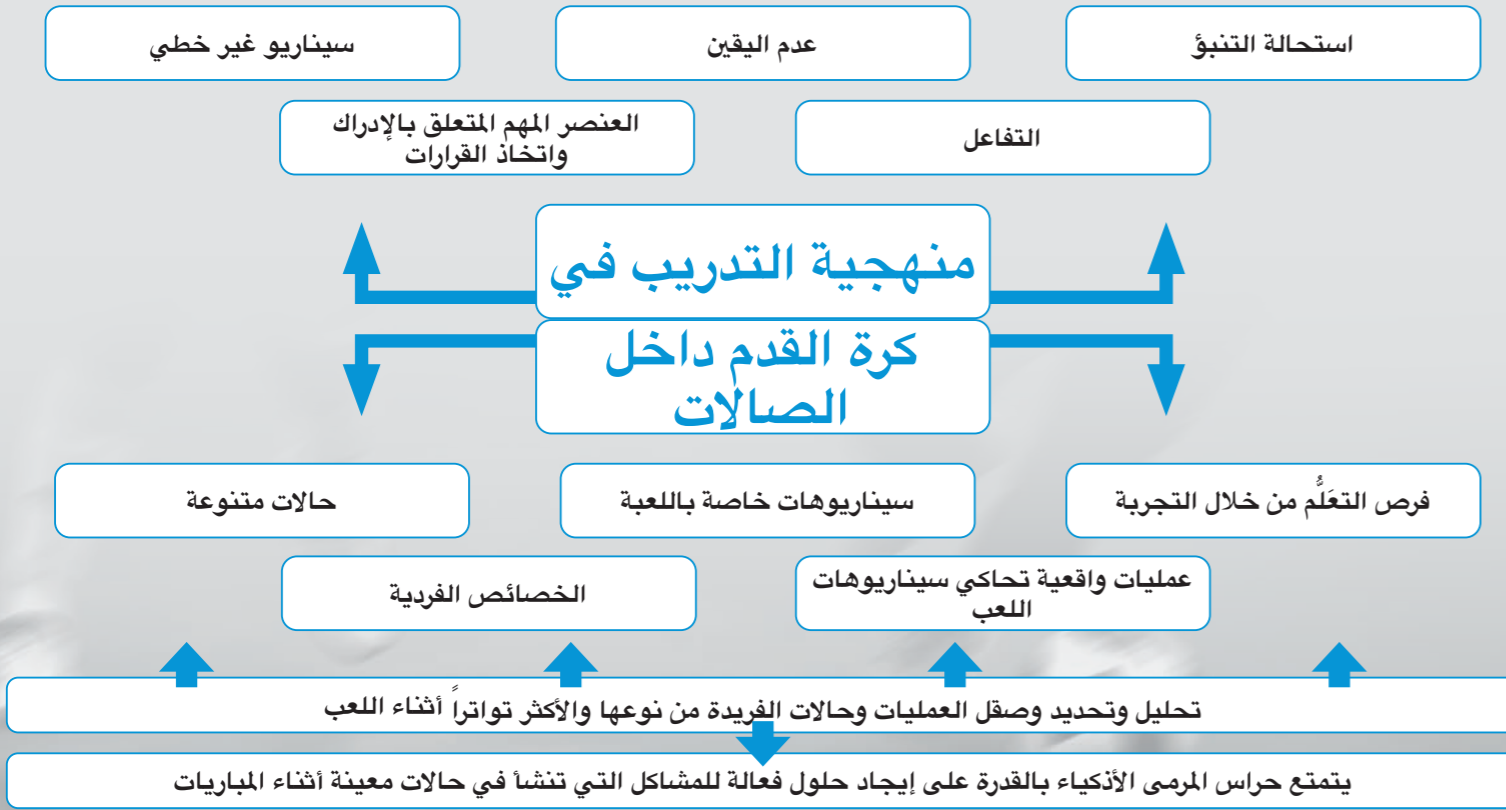 استحالة التنبؤ
عدم اليقين
سيناريو غير خطي
التفاعل
العنصر المهم المتعلق بالإدراك
واتخاذ القرارات
منهجية التدريب في
كرة القدم داخل
الصالات
فرص التعَلُّم من خلال التجربة
سيناريوهات خاصة باللعبة
حالات متنوعة
عمليات واقعية تحاكي سيناريوهات
اللعب
الخصائص الفردية
تحليل وتحديد وصقل العمليات وحالات الفريدة من نوعها والأكثر تواتراً أثناء اللعب
يتمتع حراس المرمى الأذكياء بالقدرة على إيجاد حلول فعالة للمشاكل التي تنشأ في حالات معينة أثناء المباريات